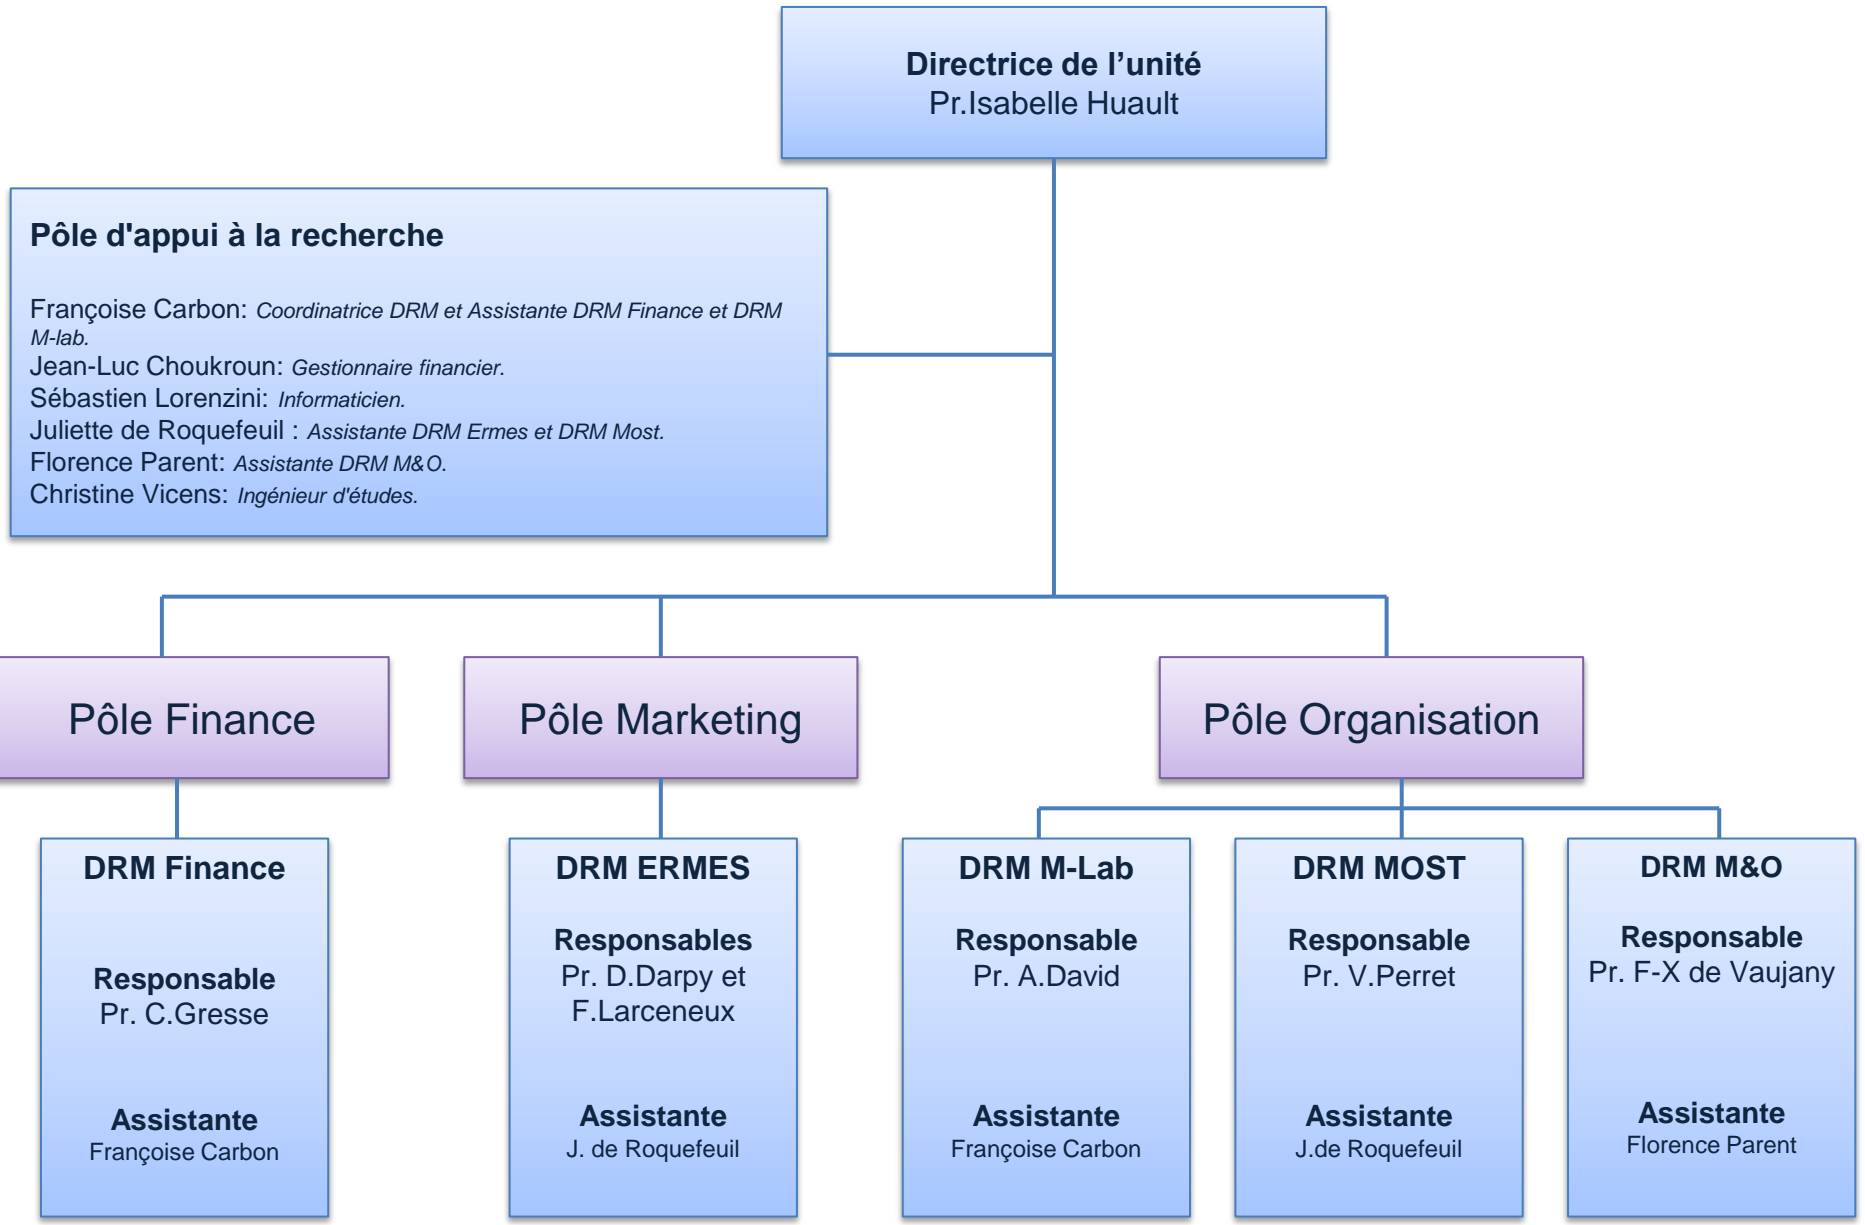 Directrice de l’unité
Pr.Isabelle Huault
Pôle d'appui à la recherche
Françoise Carbon: Coordinatrice DRM et Assistante DRM Finance et DRM
M-lab.
Jean-Luc Choukroun: Gestionnaire financier.
Sébastien Lorenzini: Informaticien.
Juliette de Roquefeuil : Assistante DRM Ermes et DRM Most.
Florence Parent: Assistante DRM M&O.
Christine Vicens: Ingénieur d'études.
Pôle Finance
Pôle Marketing
Pôle Organisation
DRM Finance
Responsable
Pr. C.Gresse
Assistante
Françoise Carbon
DRM ERMES
Responsables
Pr. D.Darpy et
F.Larceneux
Assistante
J. de Roquefeuil
DRM M-Lab
Responsable
Pr. A.David
Assistante
Françoise Carbon
DRM MOST
Responsable
Pr. V.Perret
Assistante
J.de Roquefeuil
DRM M&O
Responsable
Pr. F-X de Vaujany
Assistante
Florence Parent